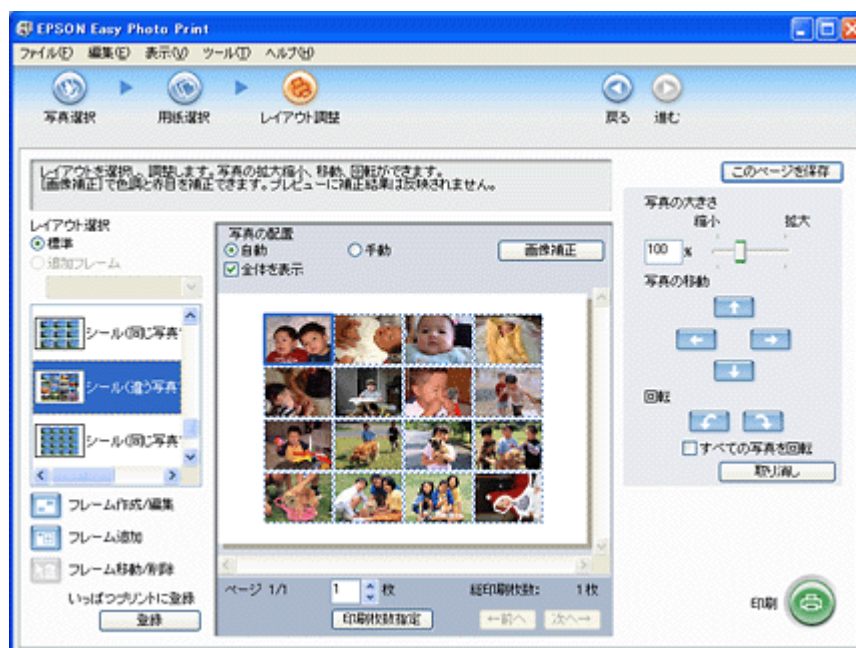 EPSON Easy Photo Print
ファイル(F) 編集(E) 表示(V) ツール(T) ヘルプ(H)
写真選択 用紙選択 レイアウト調整 戻る 進む
レイアウトを選択し、調整します。写真の拡大縮小、移動、回転ができます。
[画像補正]で色調と赤目を補正できます。プレビューに補正結果は反映されません。
このページを保存
レイアウト選択
標準
追加フレーム
シール(同じ写真
シール(違う写真
シール(同じ写真
フレーム作成/編集
フレーム追加
フレーム移動/削除
いっぱつプリントに登録
登録
写真の配置
自動 手動 画像補正
全体を表示
ページ 1/1 1 枚 総印刷枚数: 1枚
印刷枚数指定 ←前へ 次へ→
写真の大きさ
縮小 拡大
100 %
写真の移動
回転
すべての写真を回転
取り消し
印刷